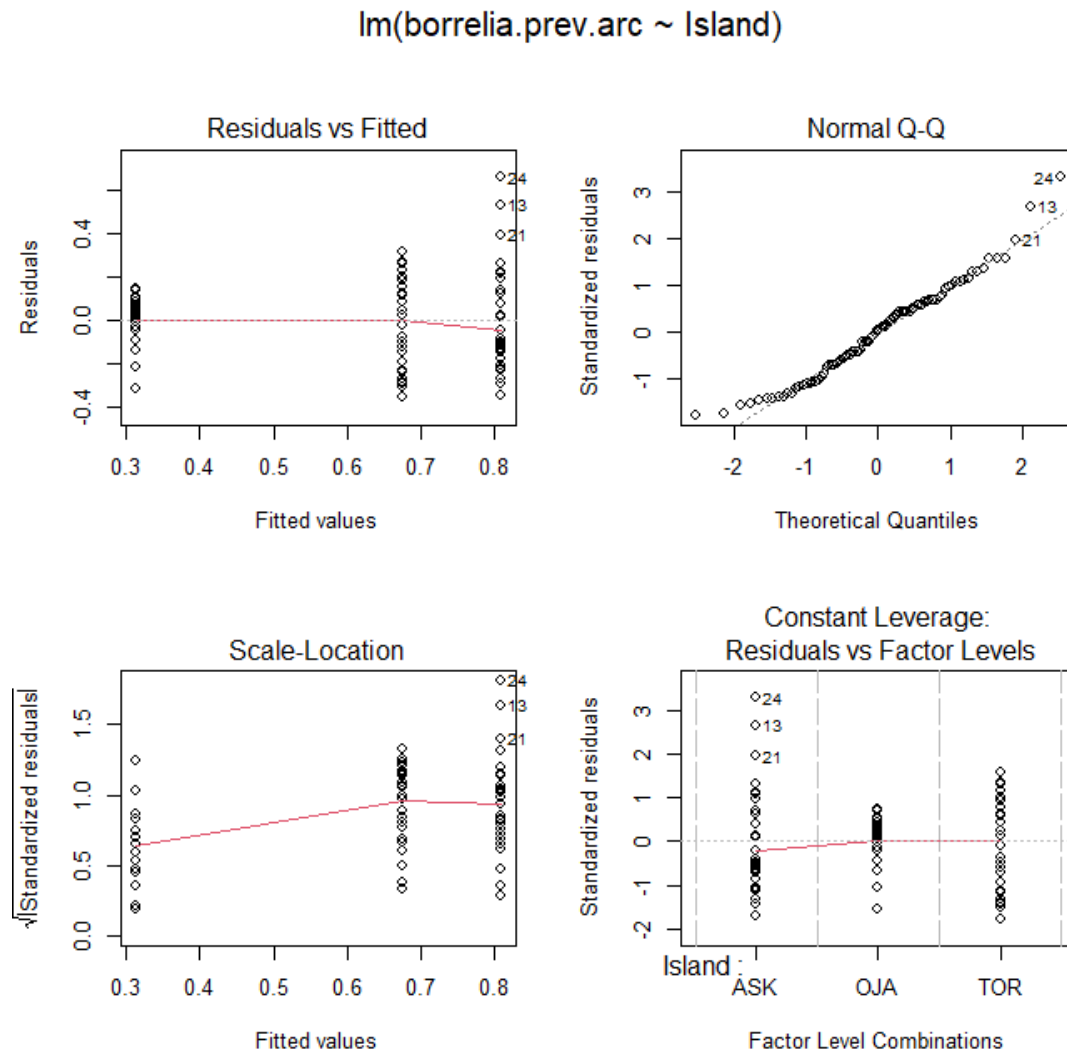 lm(borrelia.prev.arc ~ Island)
Residuals vs Fitted
Residuals
-0.4
0.0
0.4
24
13
21
0.3 0.4 0.5 0.6 0.7 0.8
Fitted values
Normal Q-Q
Standardized residuals
-1
0
1
2
3
24
13
21
-2 -1 0 1 2
Theoretical Quantiles
Scale-Location
√|Standardized residuals|
0.0
0.5
1.0
1.5
24
13
21
0.3 0.4 0.5 0.6 0.7 0.8
Fitted values
Constant Leverage:
Residuals vs Factor Levels
Standardized residuals
-2
-1
0
1
2
3
24
13
21
Island :
ASK OJA TOR
Factor Level Combinations